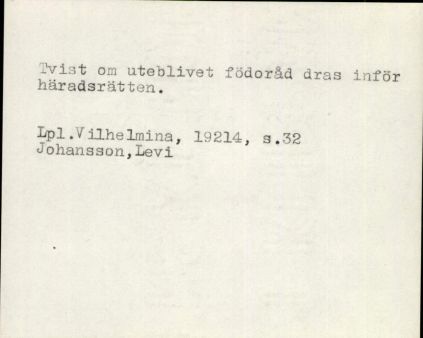 Tvist om uteblivet födoråd dras inför
häradsrätten.
Lpl.Vilhelmina, 19214, s.32
Johansson,Levi